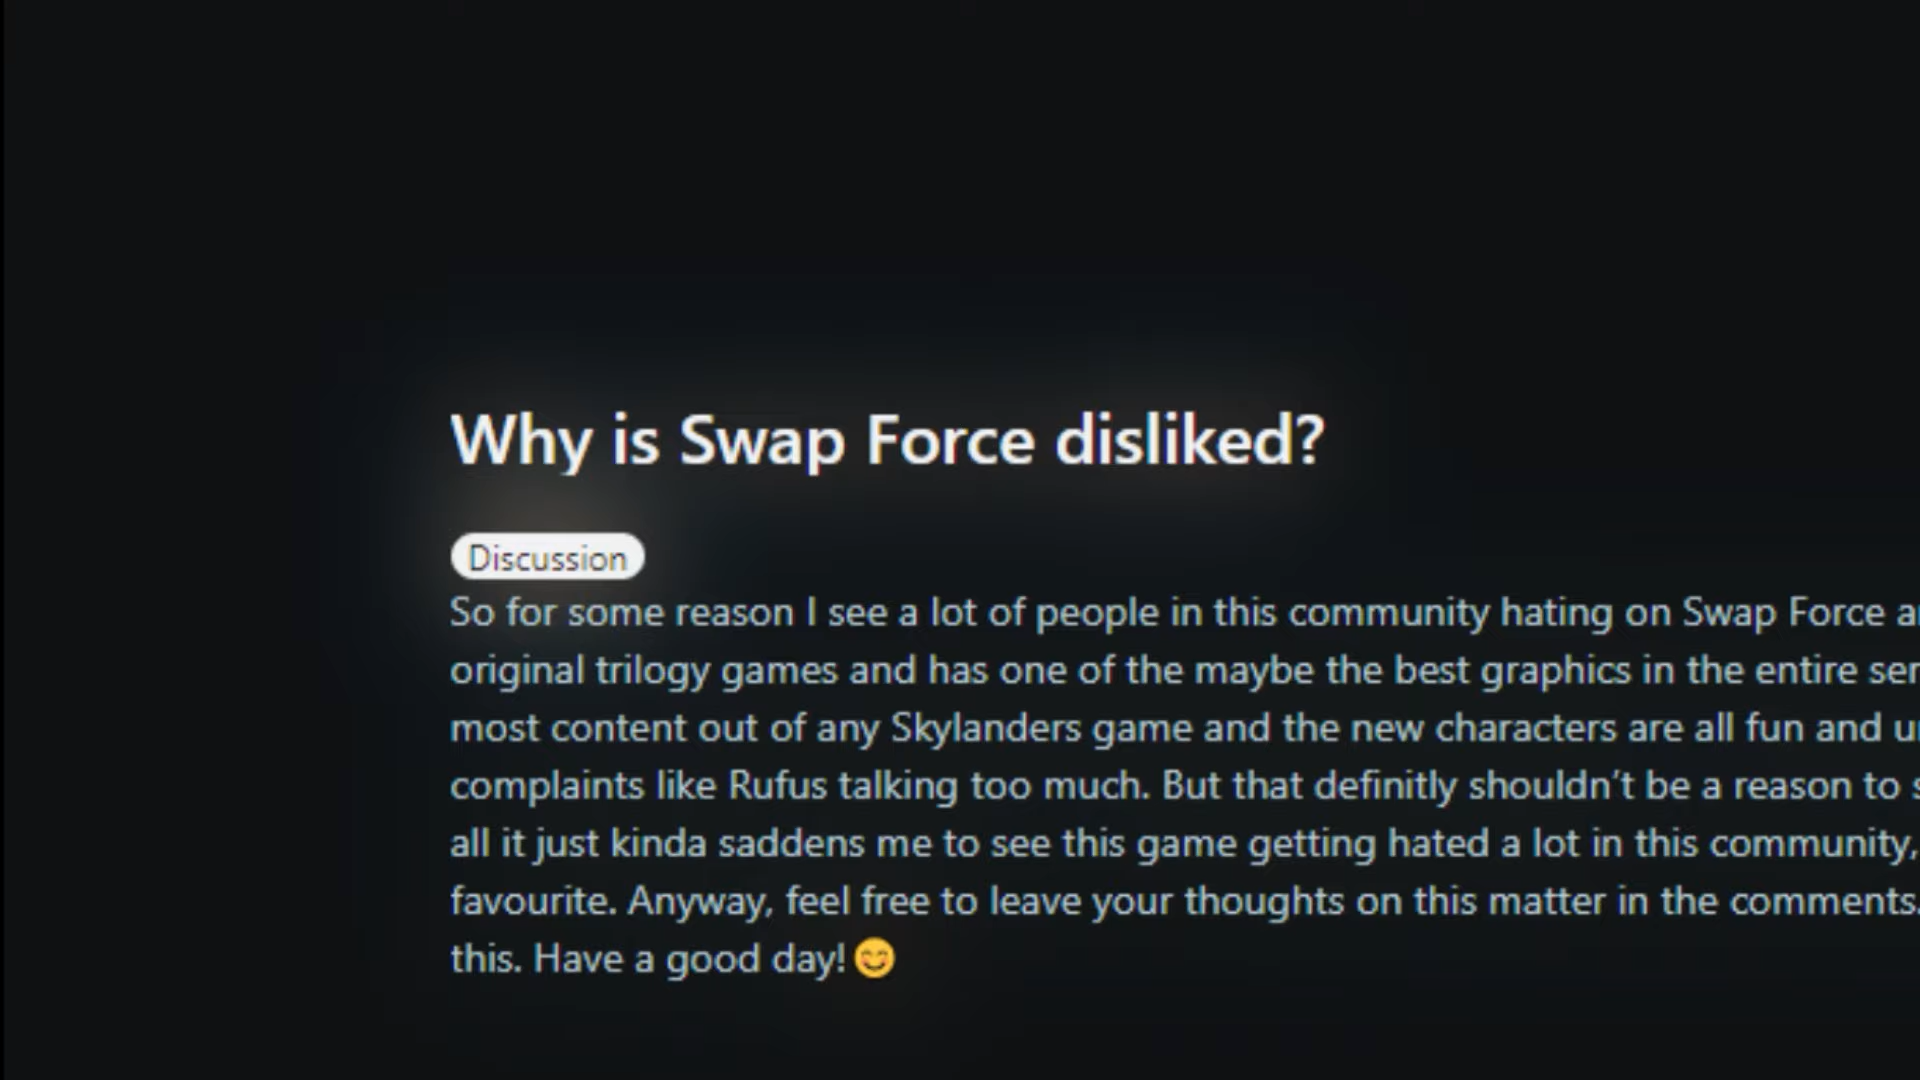 Why is Swap Force disliked?
Discussion
So for some reason I see a lot of people in this community hating on Swap Force
original trilogy games and has one of the maybe the best graphics in the entire
most content out of any Skylanders game and the new characters are all fun and
complaints like Rufus talking too much. But that definitly shouldn’t be a reason to
all it just kinda saddens me to see this game getting hated a lot in this community,
favourite. Anyway, feel free to leave your thoughts on this matter in the comments.
this. Have a good day!😊